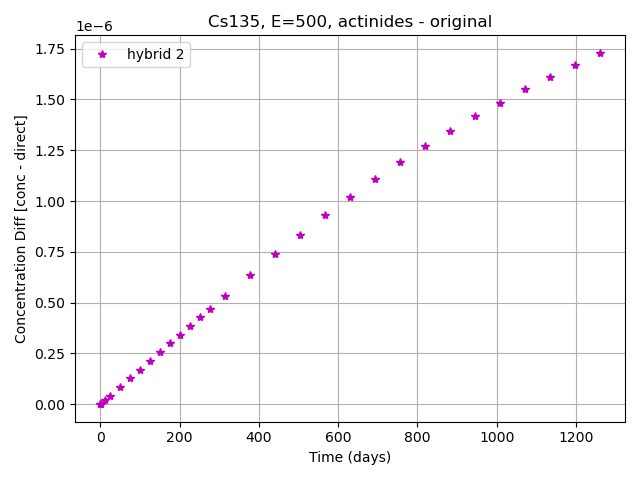 Cs135, E=500, actinides - original
1e−6
hybrid 2
1.75
1.50
1.25
1.00
0.75
0.50
0.25
0.00
Concentration Diff [conc - direct]
0 200 400 600 800 1000 1200
Time (days)